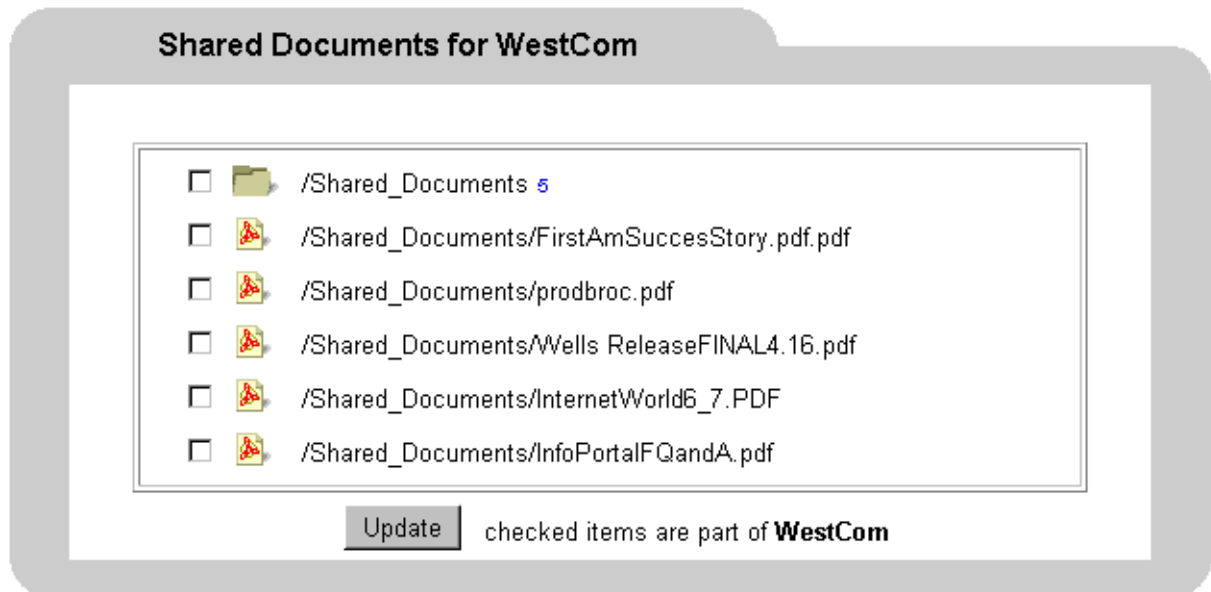 Shared Documents for WestCom
/Shared_Documents 5
/Shared_Documents/FirstAmSuccesStory.pdf.pdf
/Shared_Documents/prodbroc.pdf
/Shared_Documents/Wells ReleaseFINAL4.16.pdf
/Shared_Documents/InternetWorld6_7.PDF
/Shared_Documents/InfoPortalFQandA.pdf
Update checked items are part of WestCom